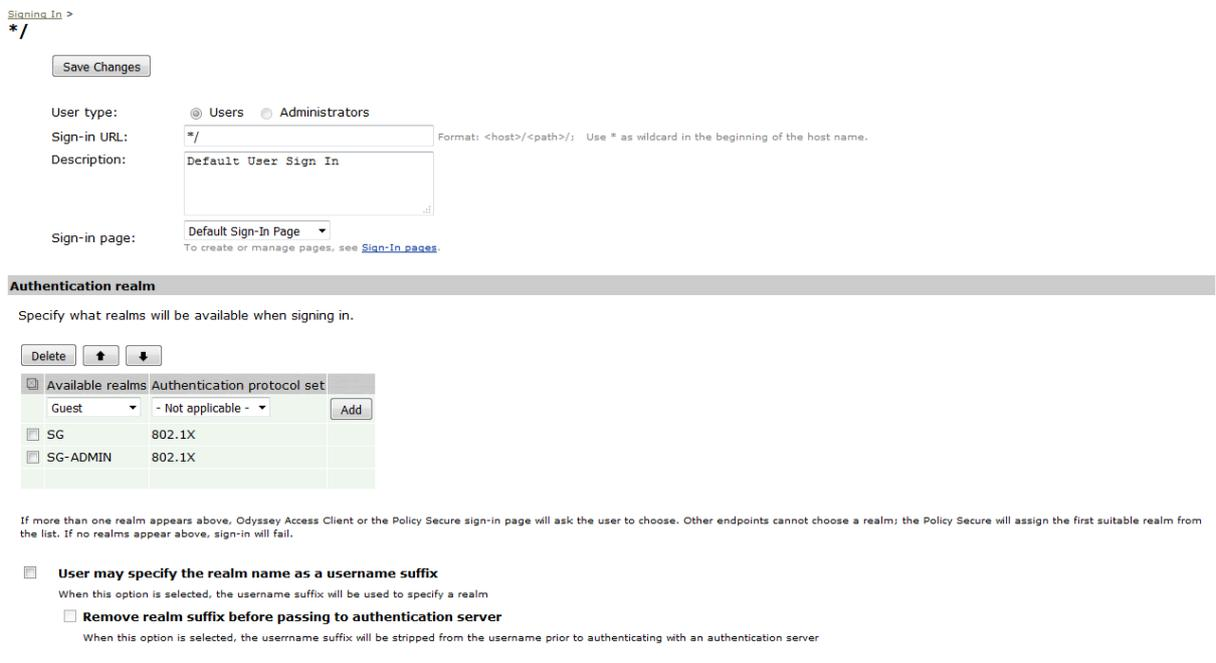 Signing In >
*/
Save Changes
User type: Users Administrators
Sign-in URL: */ Format: <host>/<path>/; Use * as wildcard in the beginning of the host name.
Description: Default User Sign In
Sign-in page: Default Sign-In Page
To create or manage pages, see Sign-In pages.
Authentication realm
Specify what realms will be available when signing in.
Delete
Available realms Authentication protocol set
Guest - Not applicable - Add
SG 802.1X
SG-ADMIN 802.1X
If more than one realm appears above, Odyssey Access Client or the Policy Secure sign-in page will ask the user to choose. Other endpoints cannot choose a realm; the Policy Secure will assign the first suitable realm from
the list. If no realms appear above, sign-in will fail.
User may specify the realm name as a username suffix
When this option is selected, the username suffix will be used to specify a realm
Remove realm suffix before passing to authentication server
When this option is selected, the userrname suffix will be stripped from the username prior to authenticating with an authentication server